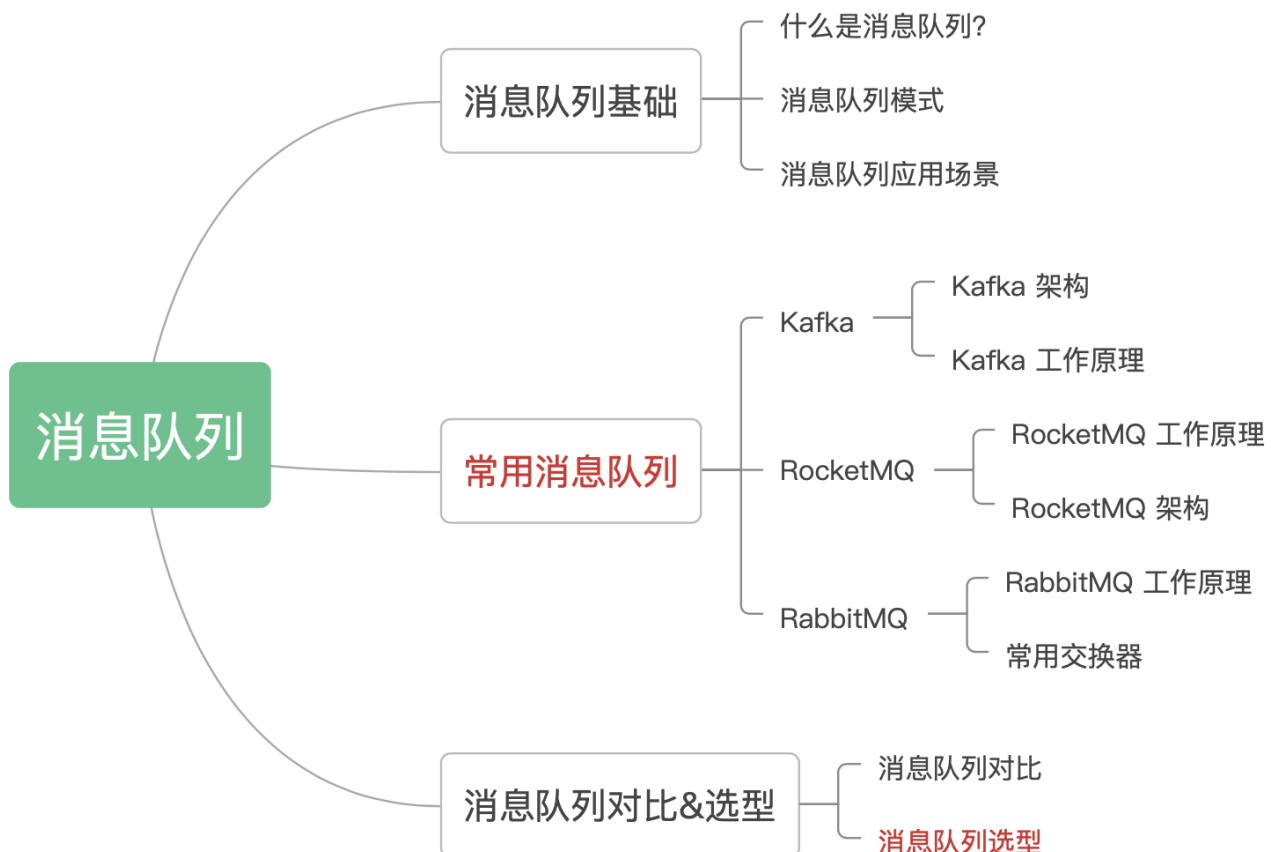 消息队列
消息队列基础
什么是消息队列?
消息队列模式
消息队列应用场景
常用消息队列
Kafka
Kafka 架构
Kafka 工作原理
RocketMQ
RocketMQ 工作原理
RocketMQ 架构
RabbitMQ
RabbitMQ 工作原理
常用交换器
消息队列对比&选型
消息队列对比
消息队列选型